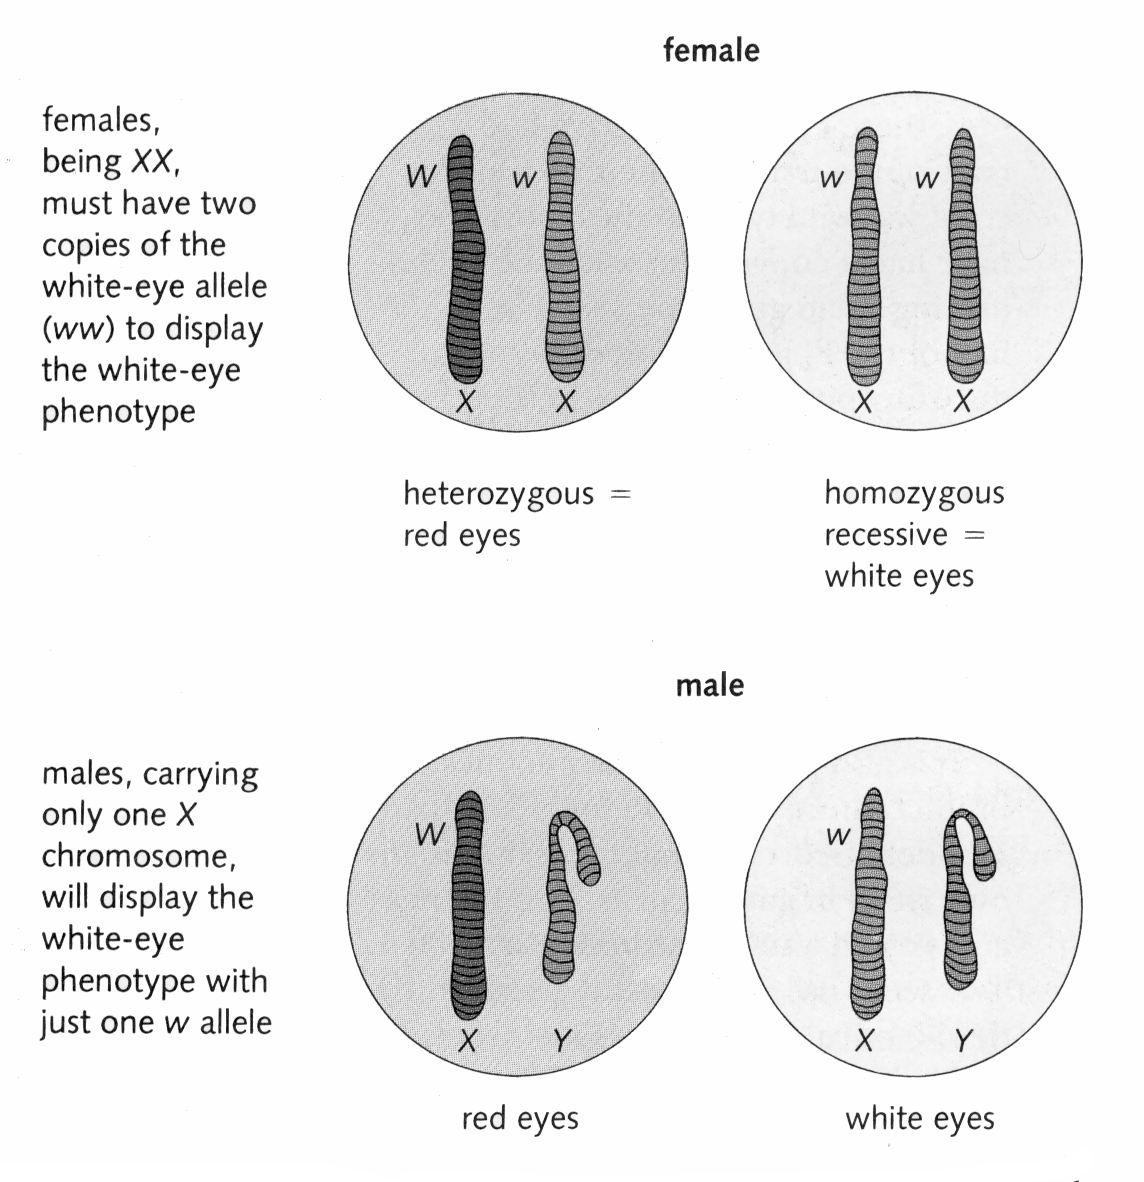 female
females,
being XX,
must have two
copies of the
white-eye allele
(ww) to display
the white-eye
phenotype
W w
X X
w w
X X
heterozygous =
red eyes
homozygous
recessive =
white eyes
male
males, carrying
only one X
chromosome,
will display the
white-eye
phenotype with
just one w allele
W
X Y
w
X Y
red eyes
white eyes